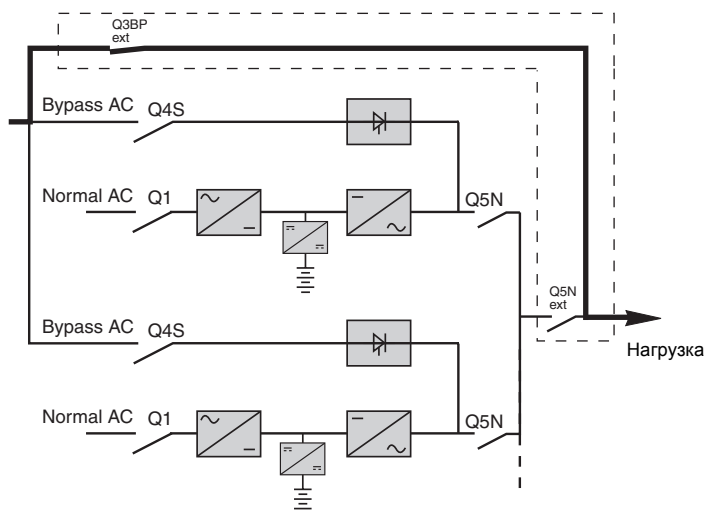 Q3BP
ext
Bypass AC Q4S
Normal AC Q1
Q5N
Q5N
ext
Нагрузка
Bypass AC Q4S
Normal AC Q1
Q5N